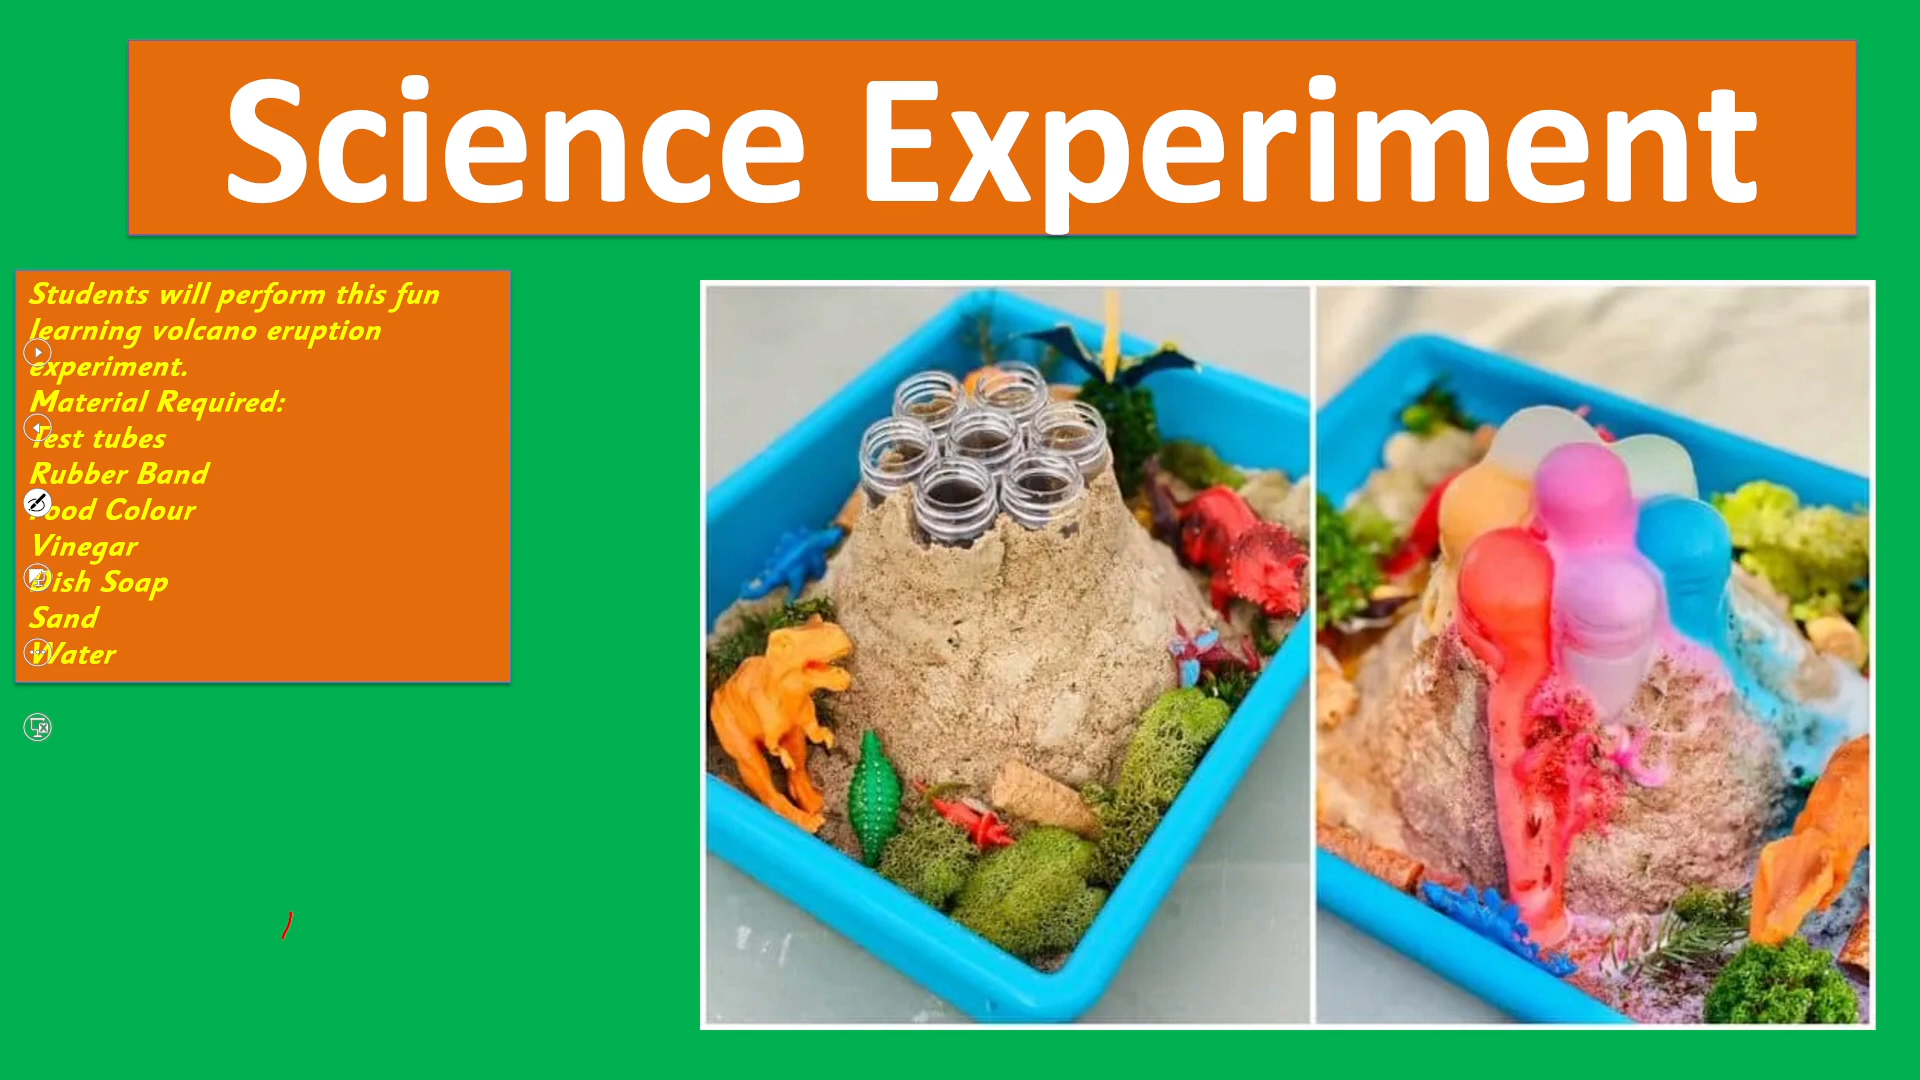 Science Experiment
Students will perform this fun
learning volcano eruption
experiment.
Material Required:
Test tubes
Rubber Band
Food Colour
Vinegar
Dish Soap
Sand
Water